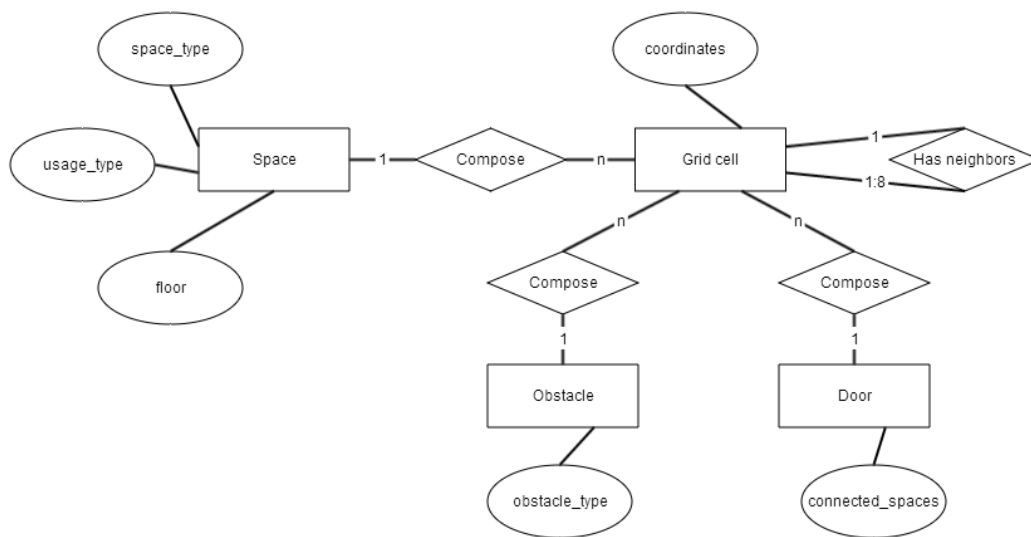 space_type
coordinates
usage_type
Space
1
Compose
n
Grid cell
1
Has neighbors
1:8
n
n
floor
Compose
Compose
1
1
Obstacle
Door
obstacle_type
connected_spaces